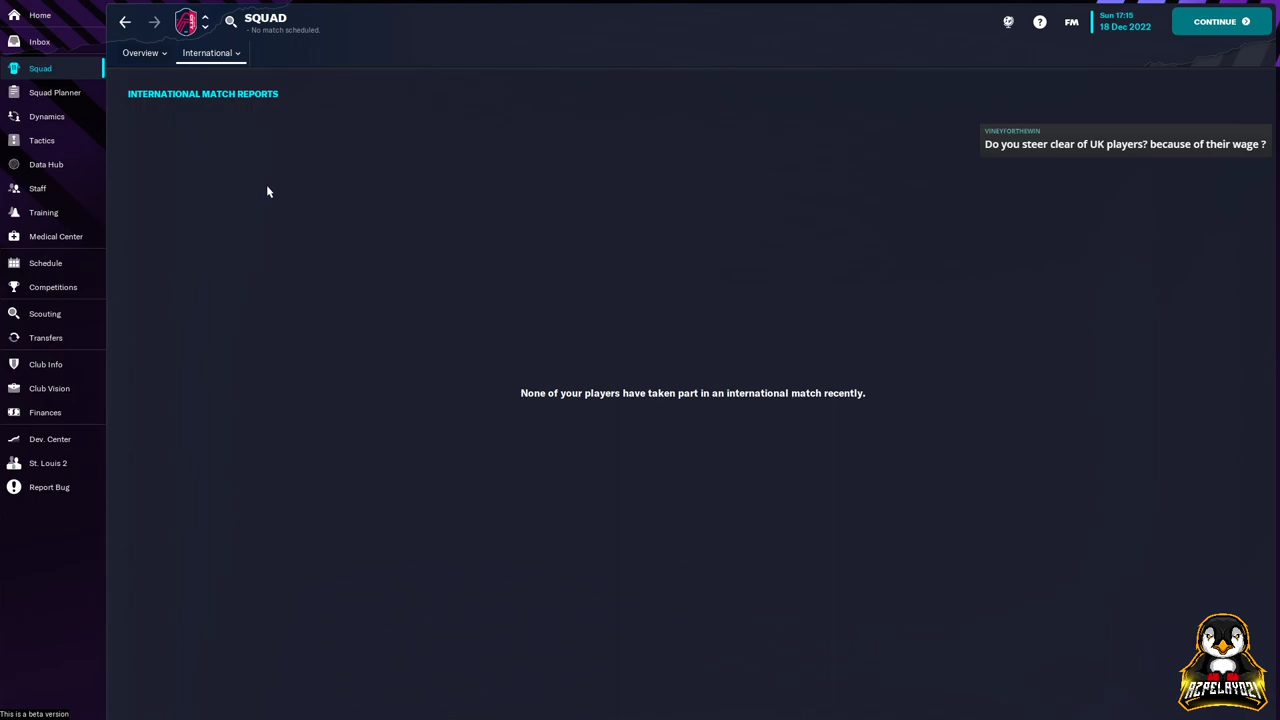 Home
SQUAD
- No match scheduled.
FM
Sun 17:15
18 Dec 2022
CONTINUE
Inbox
Overview
International
Squad
Squad Planner
Dynamics
Tactics
Data Hub
Staff
Training
Medical Center
Schedule
Competitions
Scouting
Transfers
Club Info
Club Vision
Finances
Dev. Center
St. Louis 2
Report Bug
This is a beta version
INTERNATIONAL MATCH REPORTS
VINEYFORTHEWIN
Do you steer clear of UK players? because of their wage ?
None of your players have taken part in an international match recently.
AZPELAYO21